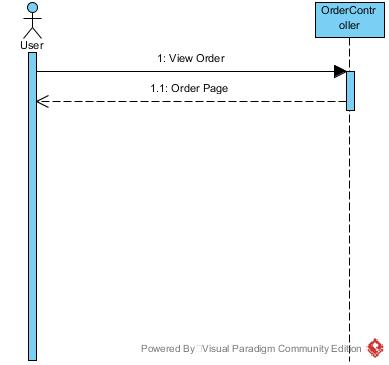 OrderContr
oller
User
1: View Order
1.1: Order Page
Powered By Visual Paradigm Community Edition